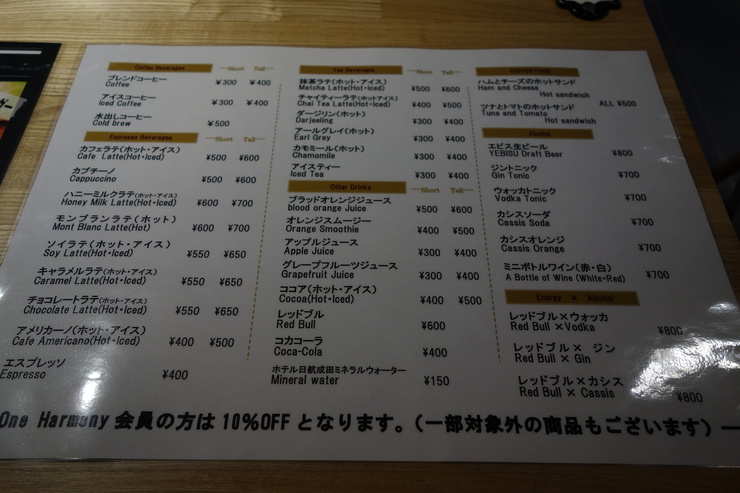 Coffee Beverages Short Tall
ブレンドコーヒー
Coffee ¥300 ¥400
アイスコーヒー
Iced Coffee ¥300 ¥400
水出しコーヒー
Cold brew ¥500
Espresso Beverages Short Tall
カフェラテ(ホット・アイス)
Cafe Latte(Hot・Iced) ¥500 ¥600
カプチーノ
Cappuccino ¥500 ¥600
ハニーミルクラテ(ホット・アイス)
Honey Milk Latte(Hot・Iced) ¥600 ¥700
モンブランラテ(ホット)
Mont Blanc Latte(Hot) ¥600 ¥700
ソイラテ(ホット・アイス)
Soy Latte(Hot・Iced) ¥550 ¥650
キャラメルラテ(ホット・アイス)
Caramel Latte(Hot・Iced) ¥550 ¥650
チョコレートラテ(ホット・アイス)
Chocolate Latte(Hot・Iced) ¥550 ¥650
アメリカーノ(ホット・アイス)
Cafe Americano(Hot・Iced) ¥400 ¥500
エスプレッソ
Espresso ¥400
Tea Beverages Short Tall
抹茶ラテ(ホット・アイス)
Matcha Latte(Hot・Iced) ¥500 ¥600
チャイティーラテ(ホット・アイス)
Chai Tea Latte(Hot・Iced) ¥400 ¥500
ダージリン(ホット)
Darjeeling ¥300 ¥400
アールグレイ(ホット)
Earl Grey ¥300 ¥400
カモミール(ホット)
Chamomile ¥300 ¥400
アイスティー
Iced Tea ¥300 ¥400
Other Drinks Short Tall
ブラッドオレンジジュース
blood orange Juice ¥500 ¥600
オレンジスムージー
Orange Smoothie ¥400 ¥500
アップルジュース
Apple Juice ¥300 ¥400
グレープフルーツジュース
Grapefruit Juice ¥300 ¥400
ココア(ホット・アイス)
Cocoa(Hot・Iced) ¥400 ¥500
レッドブル
Red Bull ¥600
コカコーラ
Coca-Cola ¥400
ホテル日航成田ミネラルウォーター
Mineral water ¥150
ハムとチーズのホットサンド
Ham and Cheese
Hot sandwich
ALL ¥500
ツナとトマトのホットサンド
Tuna and Tomato
Hot sandwich
Alcohol
エビス生ビール
YEBISU Draft Beer ¥800
ジントニック
Gin Tonic ¥700
ウォッカトニック
Vodka Tonic ¥700
カシスソーダ
Cassis Soda ¥700
カシスオレンジ
Cassis Orange ¥700
ミニボトルワイン(赤・白)
A Bottle of Wine (White・Red) ¥700
Energy × Alcohol
レッドブル×ウォッカ
Red Bull ×Vodka ¥800
レッドブル× ジン
Red Bull × Gin
レッドブル×カシス
Red Bull × Cassis ¥800
One Harmony 会員の方は10%OFFとなります。(一部対象外の商品もございます)